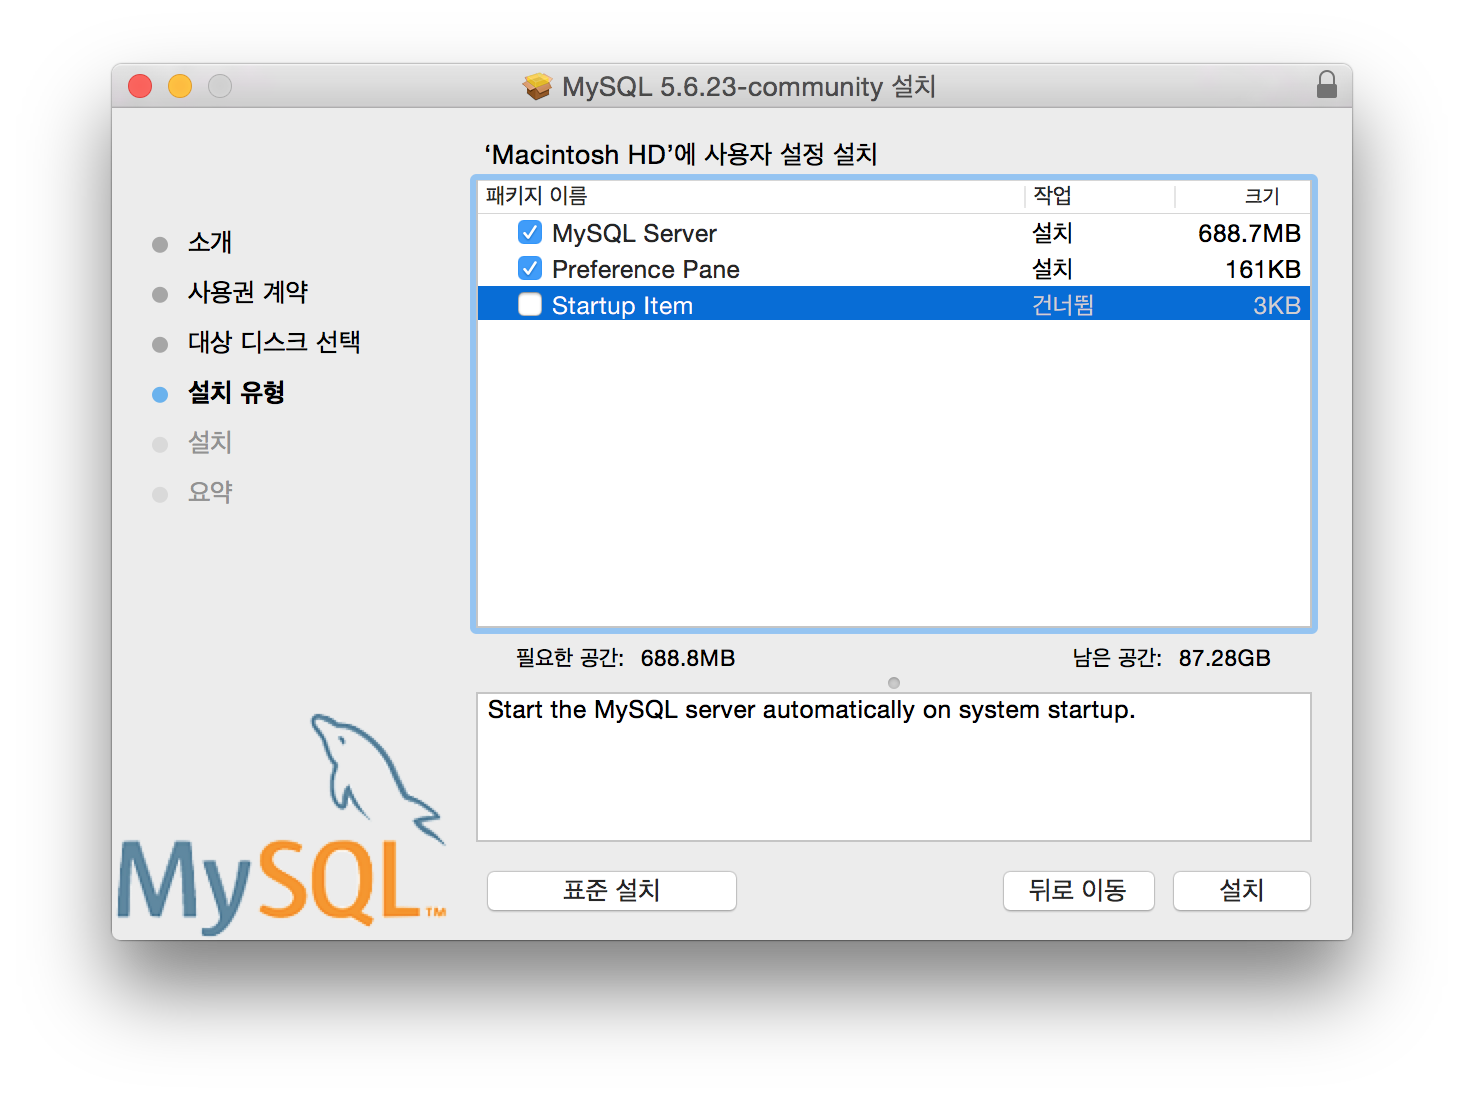 MySQL 5.6.23-community 설치
‘Macintosh HD’에 사용자 설정 설치
소개
사용권 계약
대상 디스크 선택
설치 유형
설치
요약
패키지 이름 작업 크기
MySQL Server 설치 688.7MB
Preference Pane 설치 161KB
Startup Item 건너뜀 3KB
필요한 공간: 688.8MB 남은 공간: 87.28GB
Start the MySQL server automatically on system startup.
MySQL™
표준 설치 뒤로 이동 설치